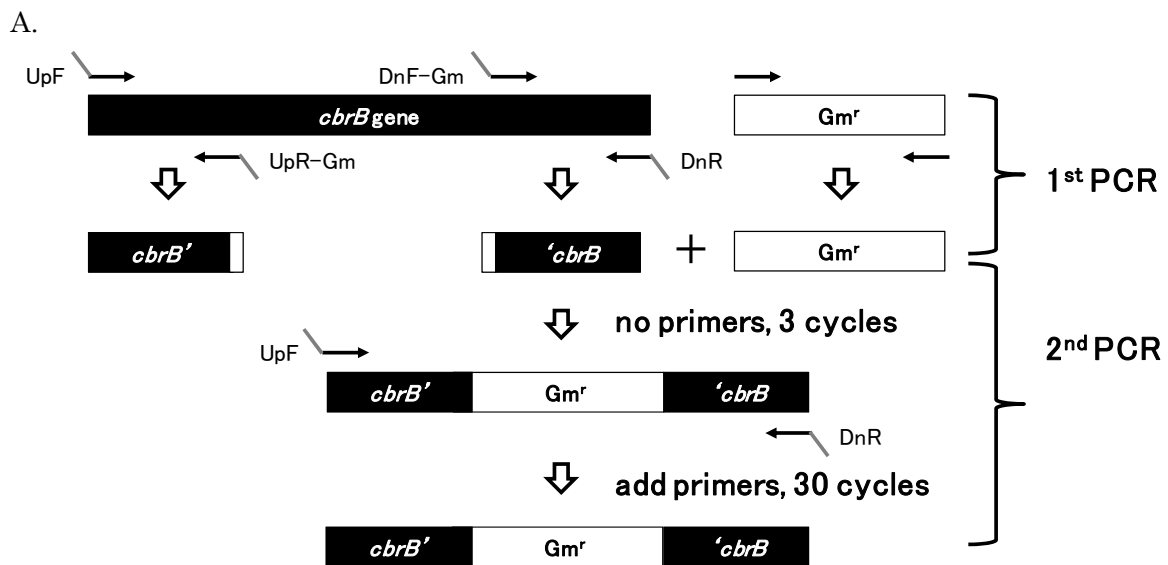 A.
UpF
DnF-Gm
cbrB gene
Gmʳ
UpR-Gm
DnR
1ˢᵗ PCR
cbrB’
‘cbrB
+
Gmʳ
no primers, 3 cycles
2ⁿᵈ PCR
UpF
cbrB’
Gmʳ
‘cbrB
DnR
add primers, 30 cycles
cbrB’
Gmʳ
‘cbrB